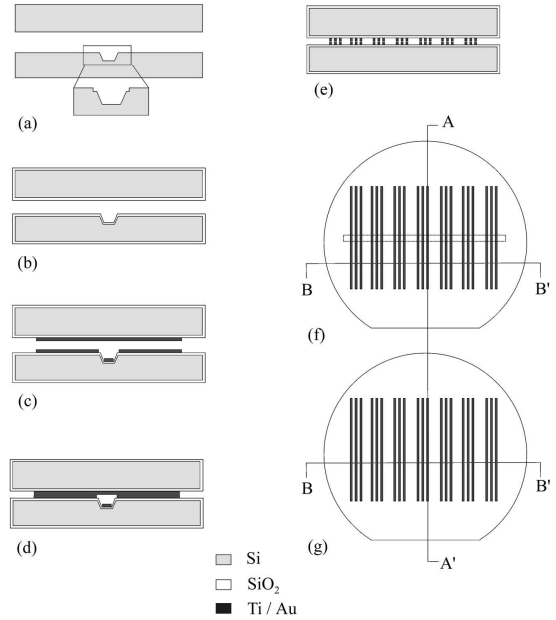 (a)
(b)
(c)
(d)
(e)
A
B B'
(f)
B B'
(g)
A'
Si
SiO₂
Ti / Au